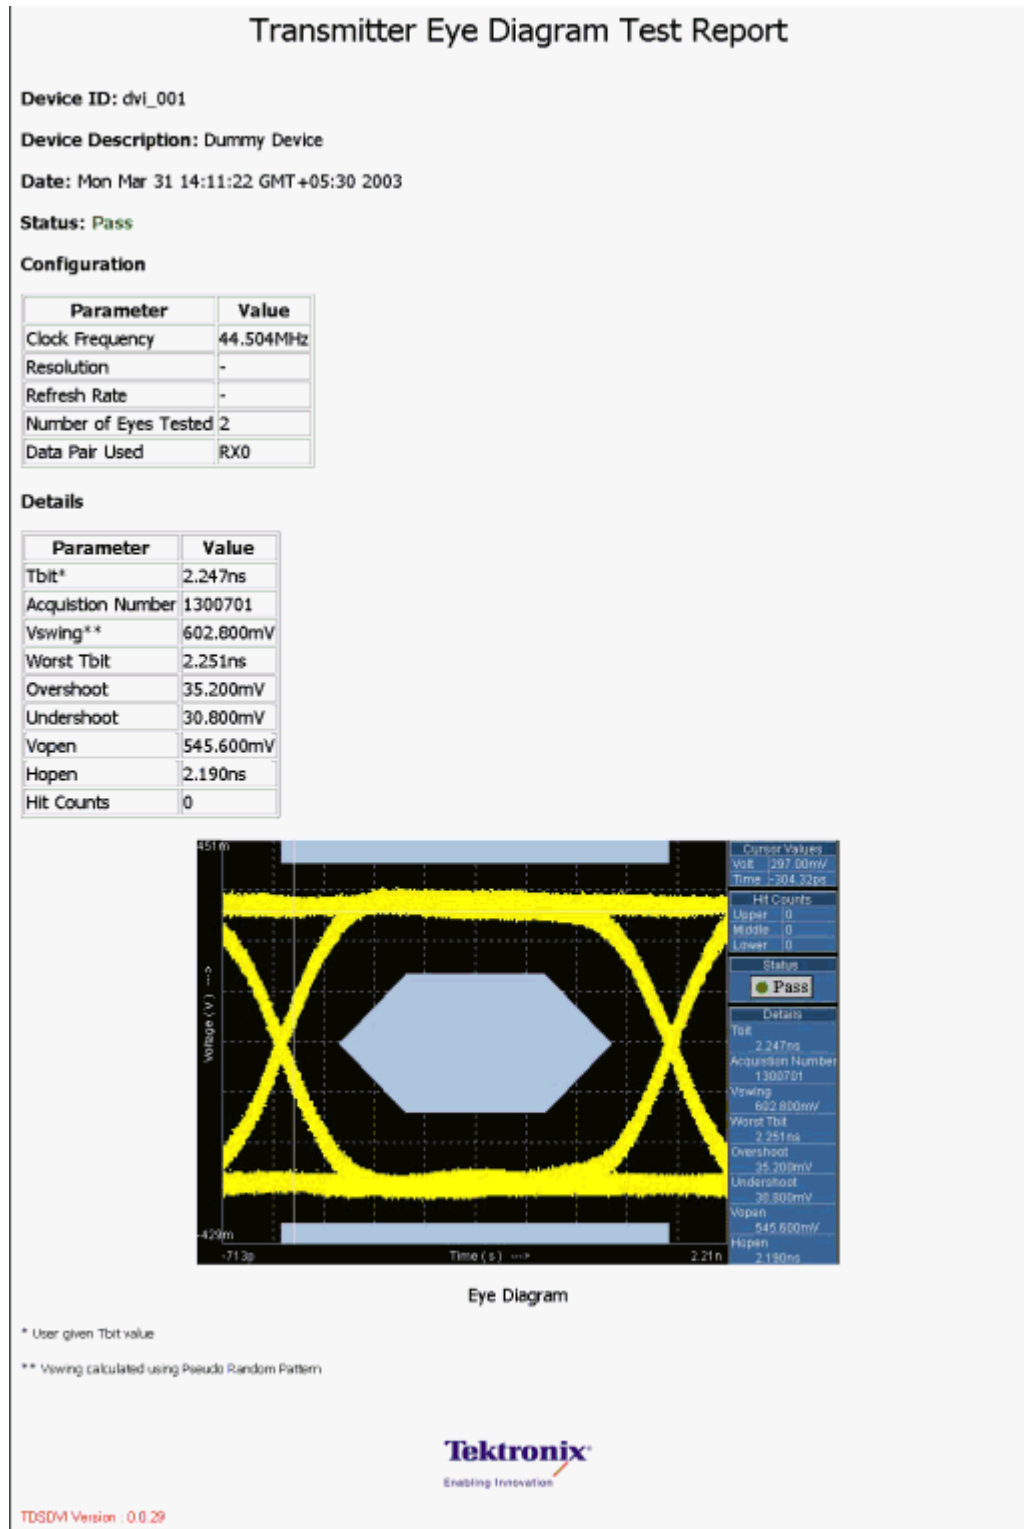 Transmitter Eye Diagram Test Report
Device ID: dvi_001
Device Description: Dummy Device
Date: Mon Mar 31 14:11:22 GMT+05:30 2003
Status: Pass
Configuration
Parameter Value
Clock Frequency 44.504MHz
Resolution -
Refresh Rate -
Number of Eyes Tested 2
Data Pair Used RX0
Details
Parameter Value
Tbit* 2.247ns
Acquistion Number 1300701
Vswing** 602.800mV
Worst Tbit 2.251ns
Overshoot 35.200mV
Undershoot 30.800mV
Vopen 545.600mV
Hopen 2.190ns
Hit Counts 0
451m
Voltage ( V ) --->
-429m
-713p
Time ( s ) --->
2.21n
Cursor Values
Volt 297.00mV
Time -304.32ps
Hit Counts
Upper 0
Middle 0
Lower 0
Status
Pass
Details
Tbit
2.247ns
Acquistion Number
1300701
Vswing
602.800mV
Worst Tbit
2.251ns
Overshoot
35.200mV
Undershoot
30.800mV
Vopen
545.600mV
Hopen
2.190ns
Eye Diagram
* User given Tbit value
** Vswing calculated using Pseudo Random Pattern
Tektronix
Enabling Innovation
TDSDVI Version : 0.0.29